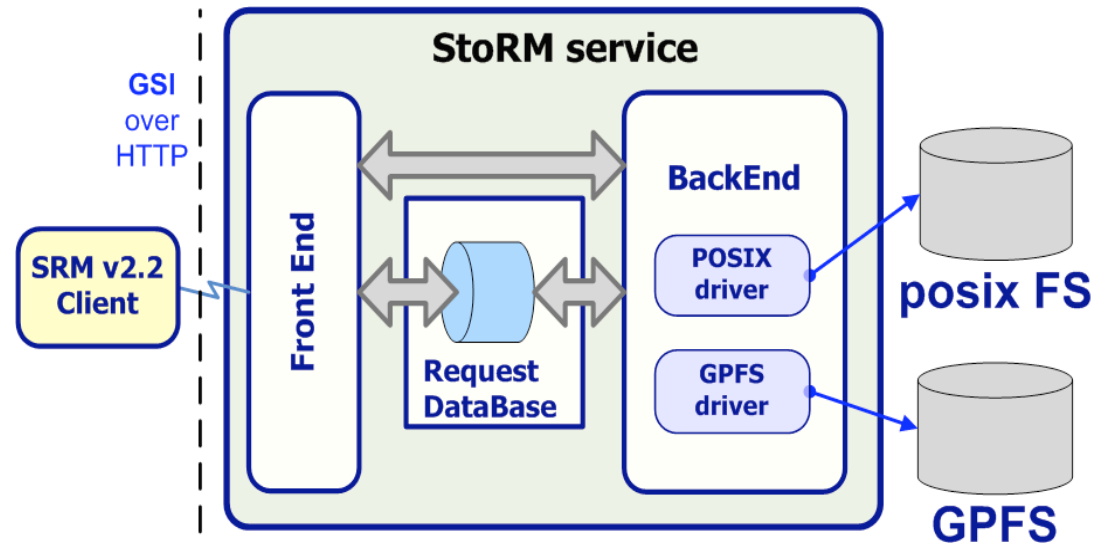 StoRM service
GSI
over
HTTP
SRM v2.2
Client
Front End
Request
DataBase
BackEnd
POSIX
driver
GPFS
driver
posix FS
GPFS